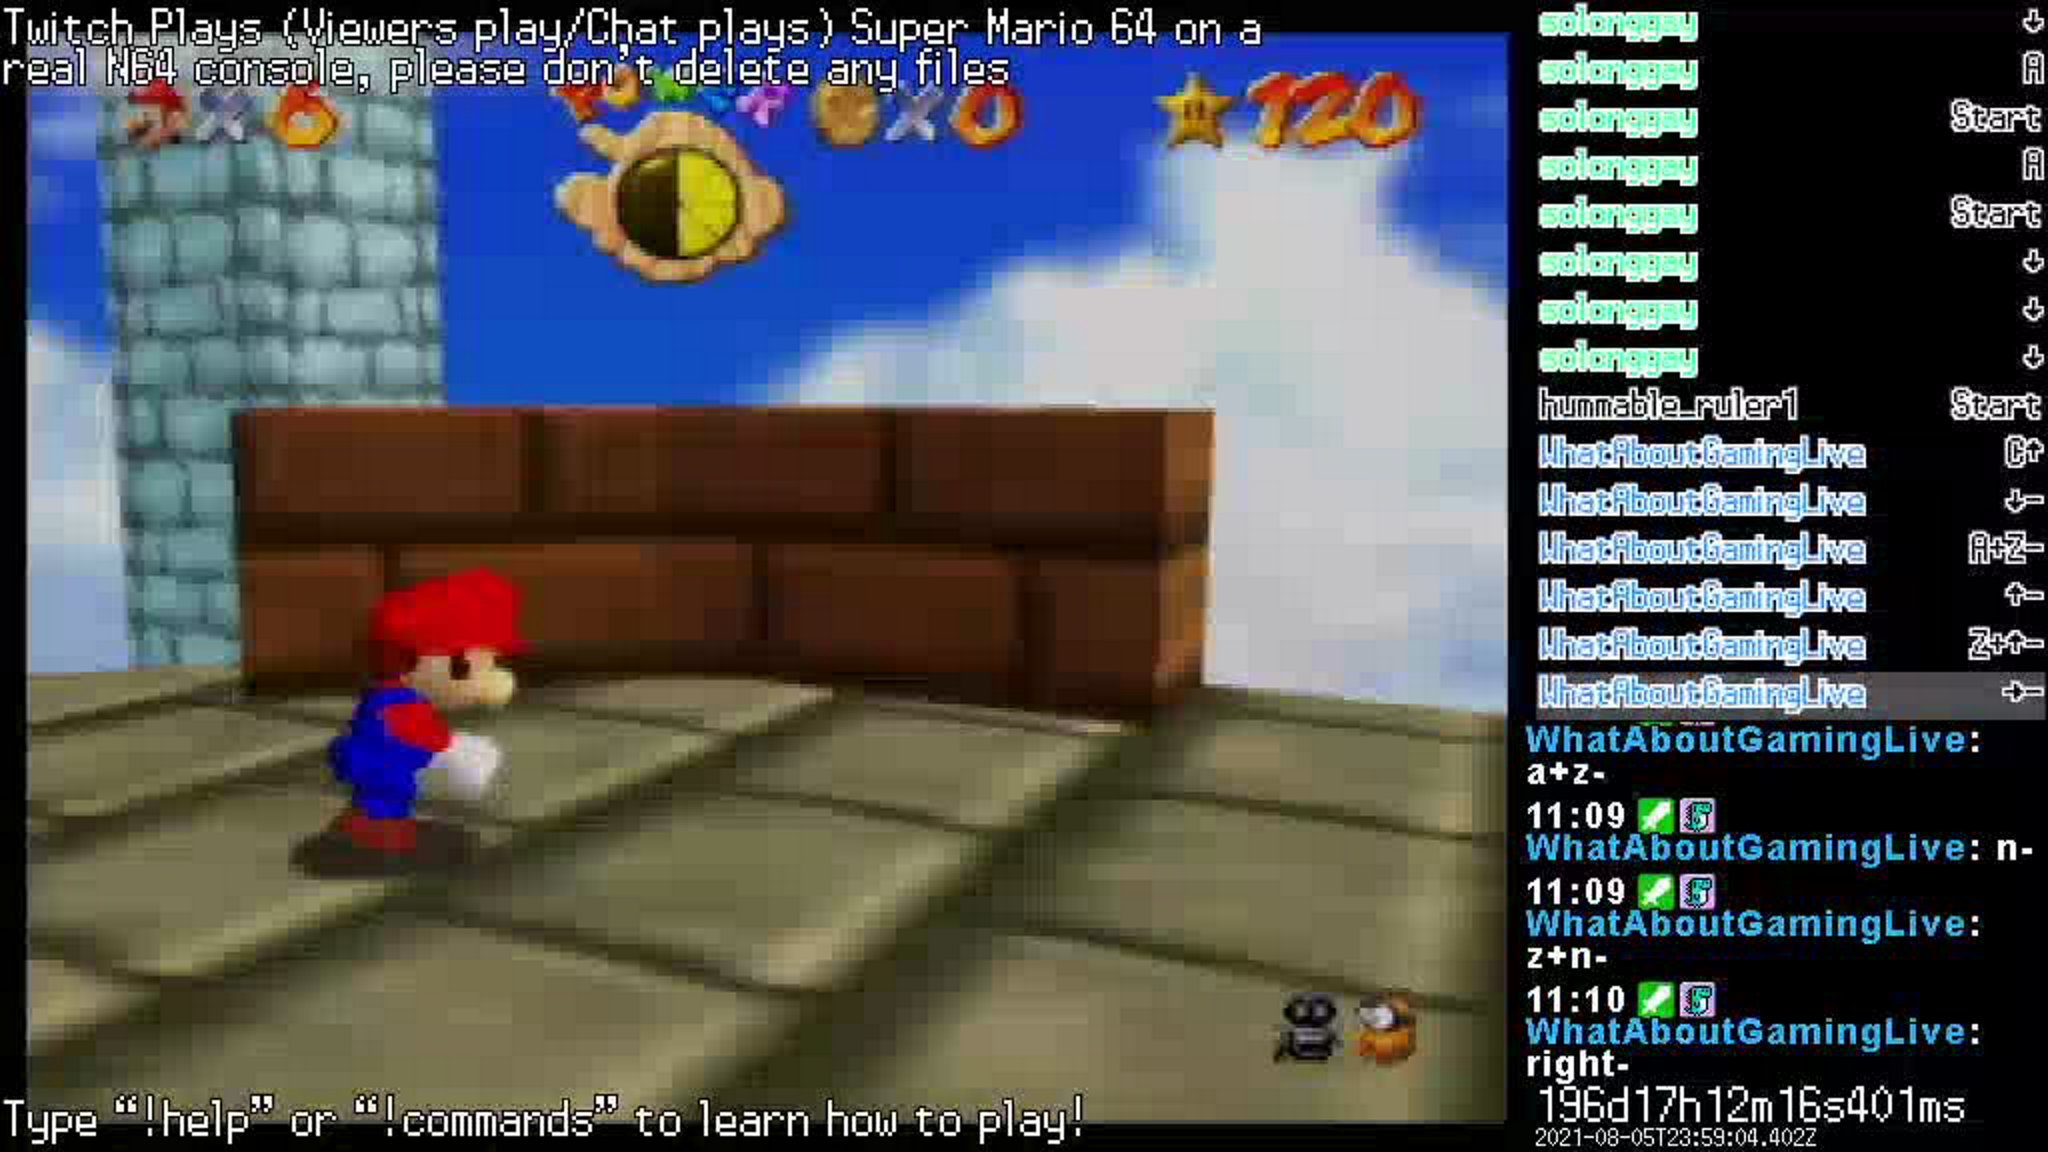 Twitch Plays (Viewers play/Chat plays) Super Mario 64 on a
real N64 console, please don't delete any files
× 6
× 0
120
Type “!help” or “!commands” to learn how to play!
solonggay ↓
solonggay A
solonggay Start
solonggay A
solonggay Start
solonggay ↓
solonggay ↓
solonggay ↓
hummable_ruler1 Start
WhatAboutGamingLive C↑
WhatAboutGamingLive ↓-
WhatAboutGamingLive A+Z-
WhatAboutGamingLive ↑-
WhatAboutGamingLive Z+↑-
WhatAboutGamingLive →-
WhatAboutGamingLive:
a+z-
11:09
WhatAboutGamingLive: n-
11:09
WhatAboutGamingLive:
z+n-
11:10
WhatAboutGamingLive:
right-
196d17h12m16s401ms
2021-08-05T23:59:04.402Z